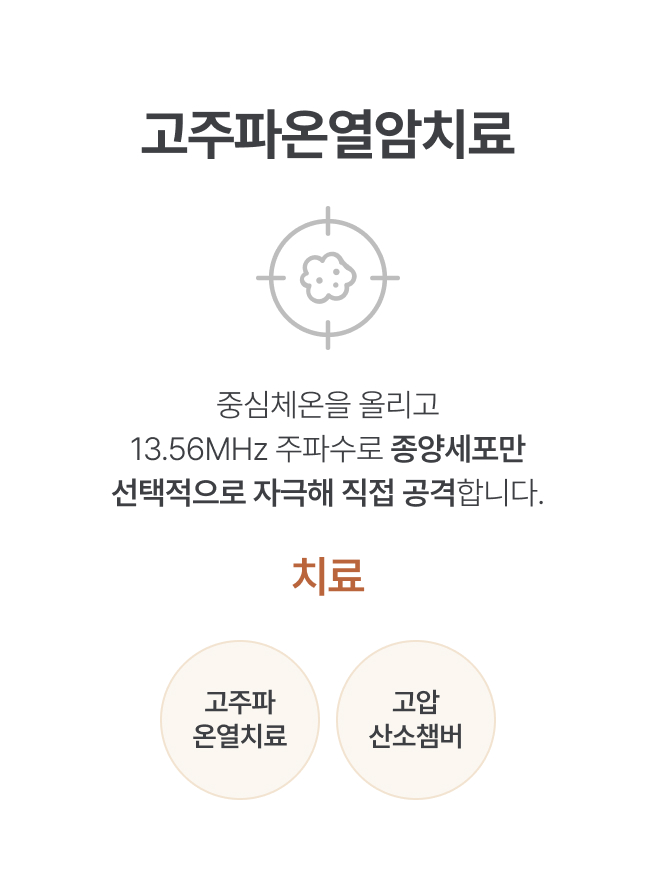 고주파온열암치료
중심체온을 올리고
13.56MHz 주파수로 종양세포만
선택적으로 자극해 직접 공격합니다.
치료
고주파
온열치료
고압
산소챔버